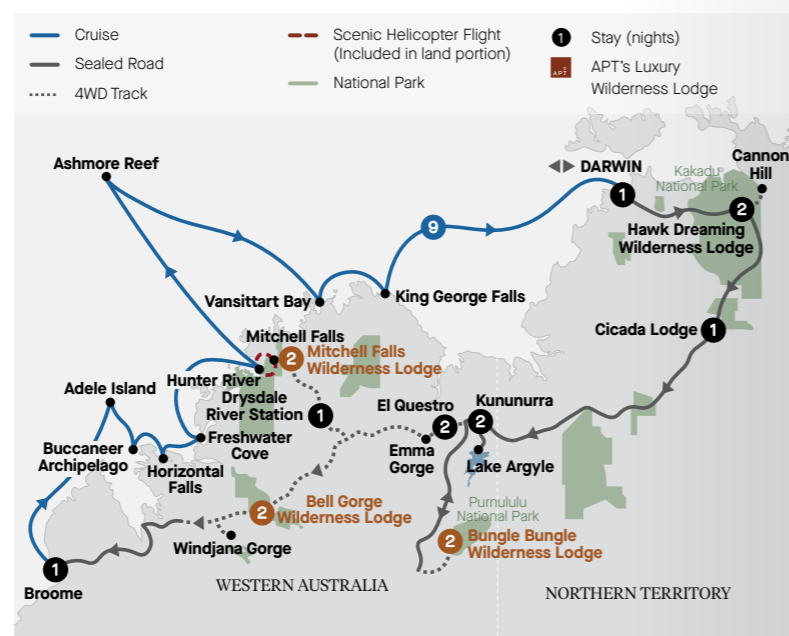 Cruise
Sealed Road
4WD Track
Scenic Helicopter Flight
(Included in land portion)
National Park
1
Stay (nights)
APT
APT's Luxury
Wilderness Lodge
Ashmore Reef
DARWIN
1
Kakadu
National Park
Cannon
Hill
2
Hawk Dreaming
Wilderness Lodge
9
Vansittart Bay
King George Falls
Cicada Lodge
1
Mitchell Falls
2
Mitchell Falls
Wilderness Lodge
Hunter River
Drysdale
River Station
1
Adele Island
El Questro
2
Kununurra
2
Freshwater
Cove
Emma
Gorge
Lake Argyle
Buccaneer
Archipelago
Horizontal
Falls
2
Bell Gorge
Wilderness Lodge
Purnululu
National Park
2
Bungle Bungle
Wilderness Lodge
Windjana Gorge
1
Broome
WESTERN AUSTRALIA
NORTHERN TERRITORY